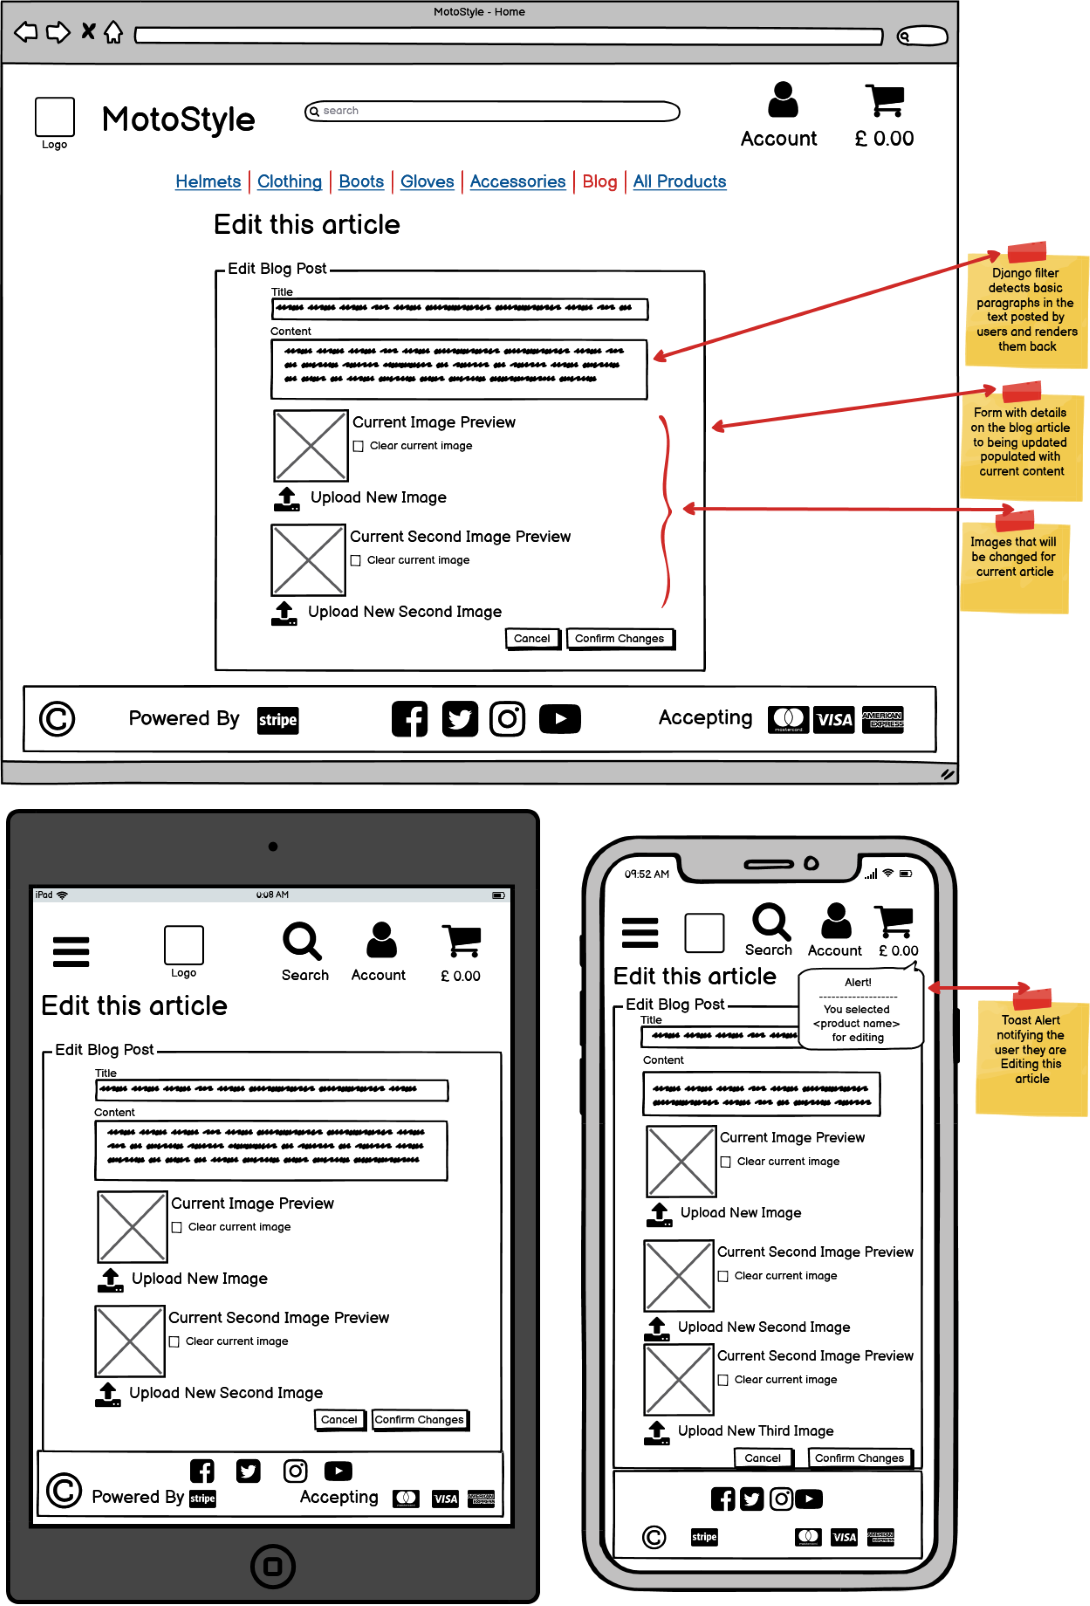 MotoStyle - Home
Logo
MotoStyle
search
Account
£ 0.00
Helmets | Clothing | Boots | Gloves | Accessories | Blog | All Products
Edit this article
Edit Blog Post
Title
Content
Current Image Preview
Clear current image
Upload New Image
Current Second Image Preview
Clear current image
Upload New Second Image
Cancel
Confirm Changes
Powered By
stripe
Accepting
mastercard
VISA
AMERICAN
EXPRESS
Django filter
detects basic
paragraphs in the
text posted by
users and renders
them back
Form with details
on the blog article
to being updated
populated with
current content
Images that will
be changed for
current article
iPad
0:08 AM
Logo
Search
Account
£ 0.00
Edit this article
Edit Blog Post
Title
Content
Current Image Preview
Clear current image
Upload New Image
Current Second Image Preview
Clear current image
Upload New Second Image
Cancel
Confirm Changes
Powered By
stripe
Accepting
VISA
AMERICAN
EXPRESS
09:52 AM
Search
Account
£ 0.00
Edit this article
Alert!
--------------------
You selected
<product name>
for editing
Edit Blog Post
Title
Content
Current Image Preview
Clear current image
Upload New Image
Current Second Image Preview
Clear current image
Upload New Second Image
Current Second Image Preview
Clear current image
Upload New Third Image
Cancel
Confirm Changes
stripe
VISA
AMERICAN
EXPRESS
Toast Alert
notifying the
user they are
Editing this
article